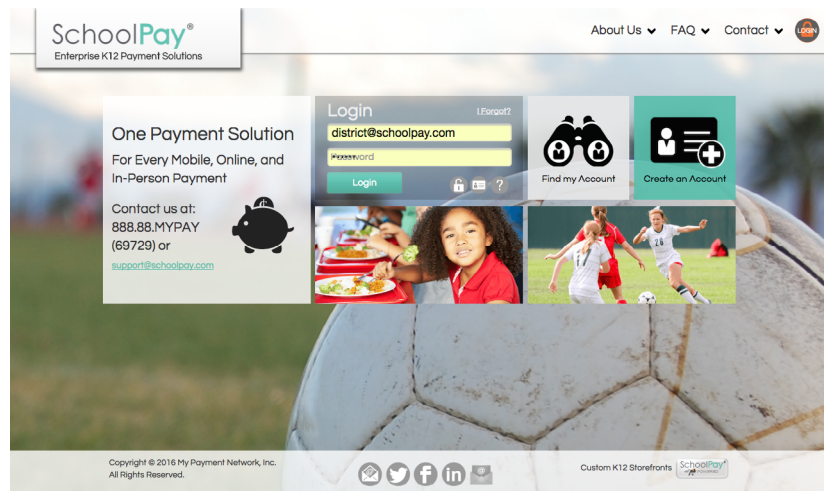 SchoolPay®
Enterprise K12 Payment Solutions
About Us
FAQ
Contact
LOGIN
One Payment Solution
For Every Mobile, Online, and
In-Person Payment
Contact us at:
888.88.MYPAY
(69729) or
support@schoolpay.com
Login
I Forgot?
district@schoolpay.com
Password
Login
?
Find my Account
Create an Account
17
28
Copyright © 2016 My Payment Network, Inc.
All Rights Reserved.
Custom K12 Storefronts
SchoolPay